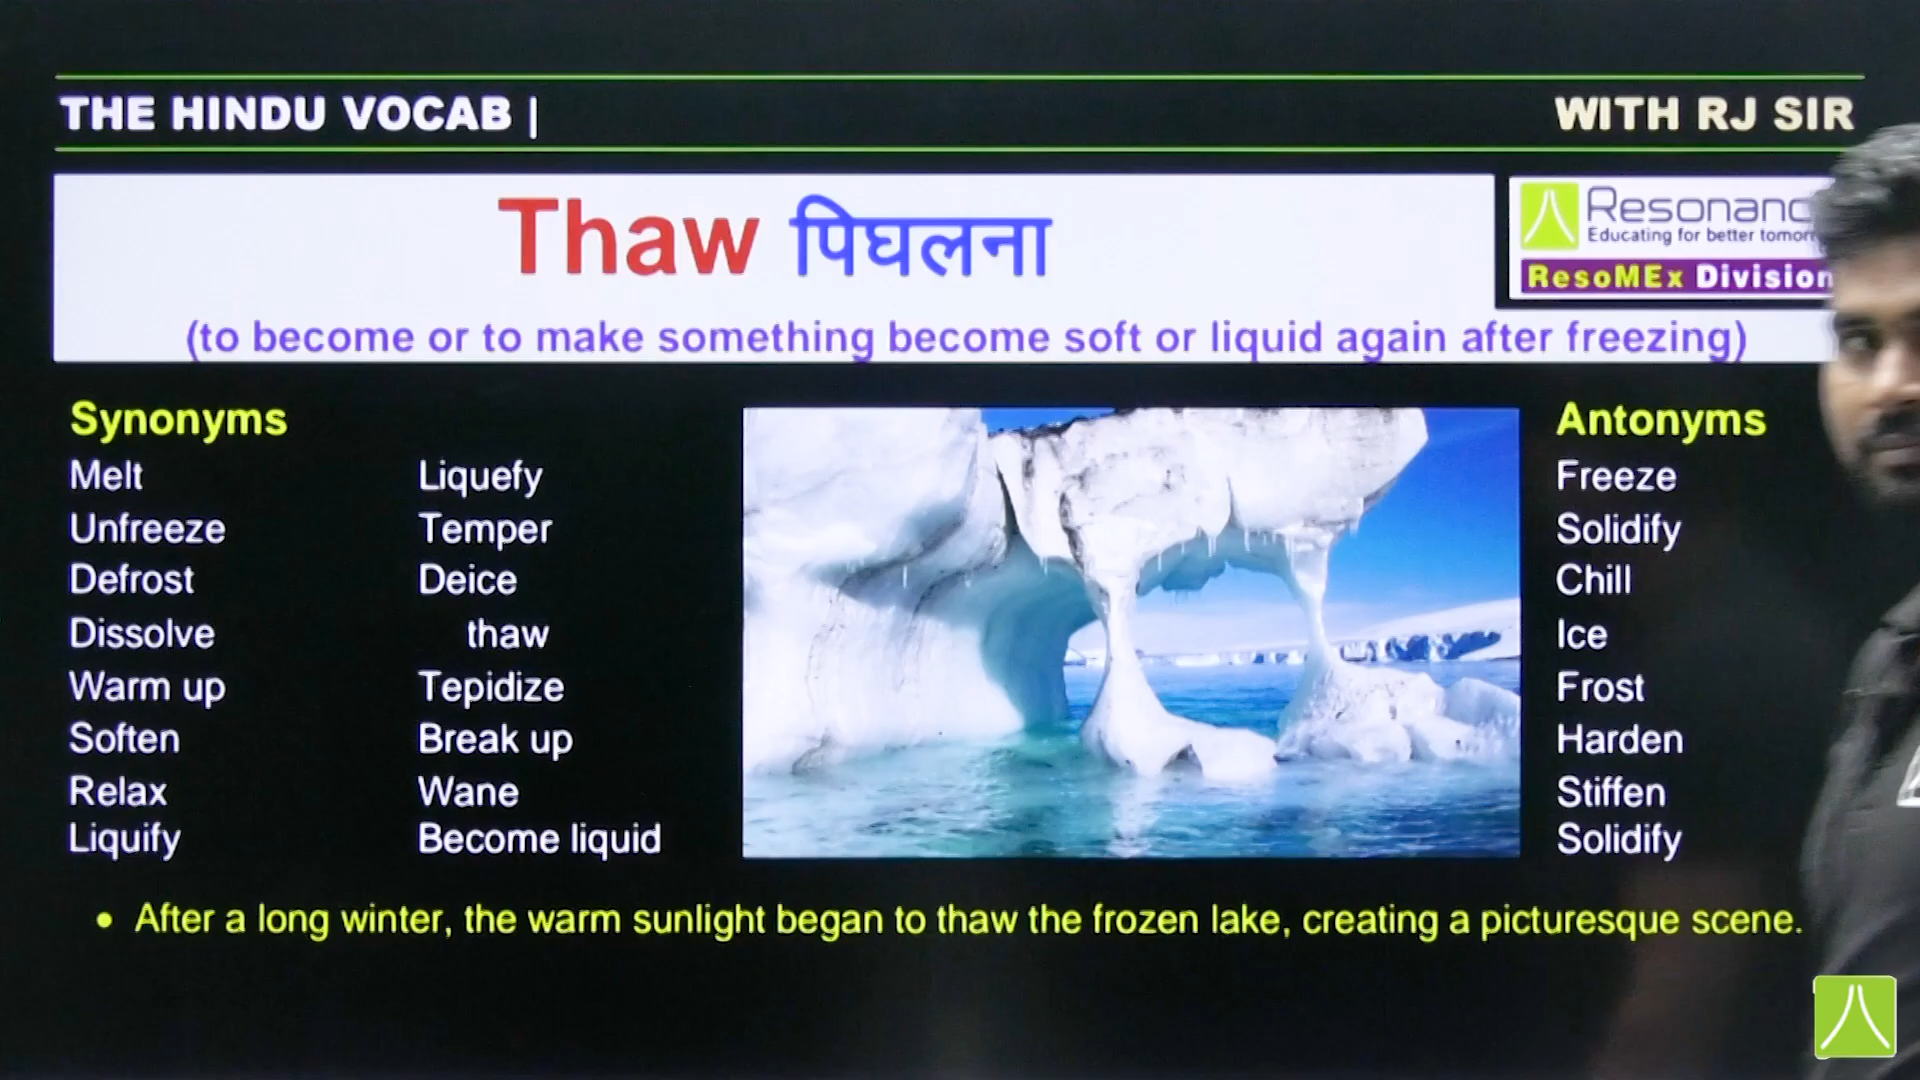 THE HINDU VOCAB |
WITH RJ SIR
Thaw पिघलना
(to become or to make something become soft or liquid again after freezing)
Resonanc
Educating for better tomorr
ResoMEx Division
Synonyms
Melt
Unfreeze
Defrost
Dissolve
Warm up
Soften
Relax
Liquify
Liquefy
Temper
Deice
thaw
Tepidize
Break up
Wane
Become liquid
Antonyms
Freeze
Solidify
Chill
Ice
Frost
Harden
Stiffen
Solidify
• After a long winter, the warm sunlight began to thaw the frozen lake, creating a picturesque scene.